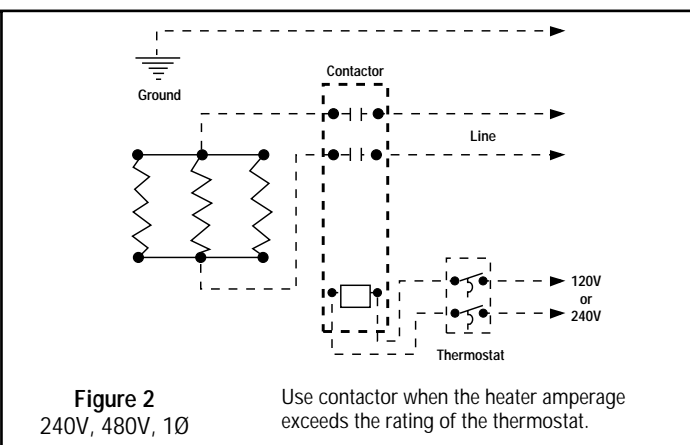 Contactor
Ground
Line
120V
or
240V
Thermostat
Figure 2
240V, 480V, 1Ø
Use contactor when the heater amperage
exceeds the rating of the thermostat.